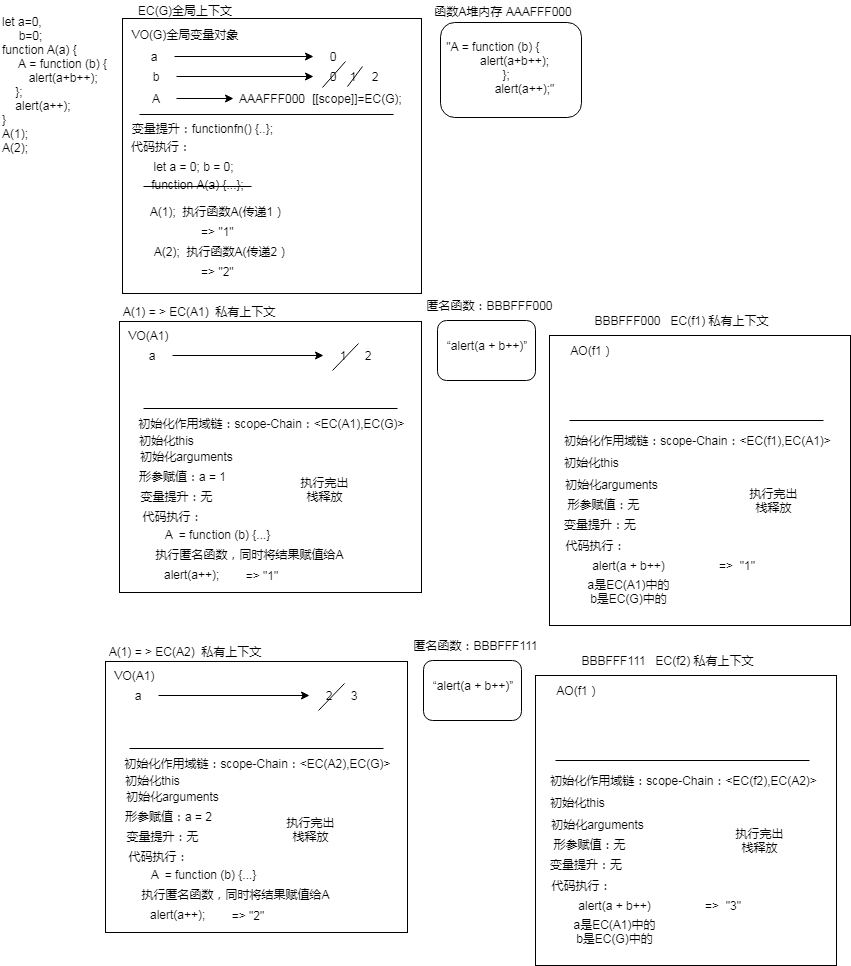 let a=0,
b=0;
function A(a) {
A = function (b) {
alert(a+b++);
};
alert(a++);
}
A(1);
A(2);
EC(G)全局上下文
VO(G)全局变量对象
a 0
b 0 1 2
A AAAFFF000 [[scope]]=EC(G);
变量提升：functionfn() {..};
代码执行：
let a = 0; b = 0;
function A(a) {...};
A(1); 执行函数A(传递1 )
=> "1"
A(2); 执行函数A(传递2 )
=> "2"
函数A堆内存 AAAFFF000
"A = function (b) {
alert(a+b++);
};
alert(a++);"
A(1) = > EC(A1) 私有上下文
VO(A1)
a 1 2
初始化作用域链：scope-Chain：<EC(A1),EC(G)>
初始化this
初始化arguments
形参赋值：a = 1
变量提升：无
执行完出
栈释放
代码执行：
A = function (b) {...}
执行匿名函数，同时将结果赋值给A
alert(a++); => "1"
匿名函数：BBBFFF000
“alert(a + b++)”
BBBFFF000 EC(f1) 私有上下文
AO(f1 )
初始化作用域链：scope-Chain：<EC(f1),EC(A1)>
初始化this
初始化arguments
形参赋值：无
变量提升：无
执行完出
栈释放
代码执行：
alert(a + b++) => "1"
a是EC(A1)中的
b是EC(G)中的
A(1) = > EC(A2) 私有上下文
VO(A1)
a 2 3
初始化作用域链：scope-Chain：<EC(A2),EC(G)>
初始化this
初始化arguments
形参赋值：a = 2
变量提升：无
执行完出
栈释放
代码执行：
A = function (b) {...}
执行匿名函数，同时将结果赋值给A
alert(a++); => "2"
匿名函数：BBBFFF111
“alert(a + b++)”
BBBFFF111 EC(f2) 私有上下文
AO(f1 )
初始化作用域链：scope-Chain：<EC(f2),EC(A2)>
初始化this
初始化arguments
形参赋值：无
变量提升：无
执行完出
栈释放
代码执行：
alert(a + b++) => "3"
a是EC(A1)中的
b是EC(G)中的